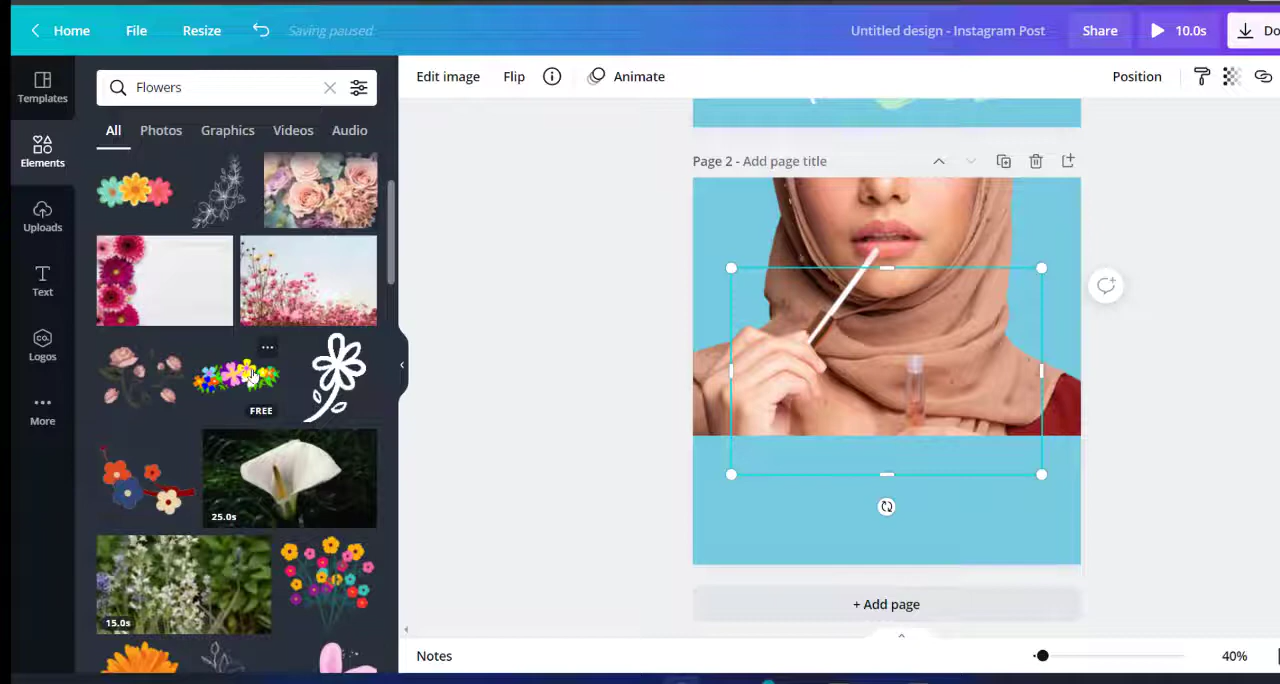 Home File Resize Saving paused Untitled design - Instagram Post Share 10.0s
Templates
Elements
Uploads
Text
Logos
CO.
More
Flowers
All Photos Graphics Videos Audio
FREE
25.0s
15.0s
Edit image Flip Animate Position
Page 2 - Add page title
+ Add page
Notes 40%